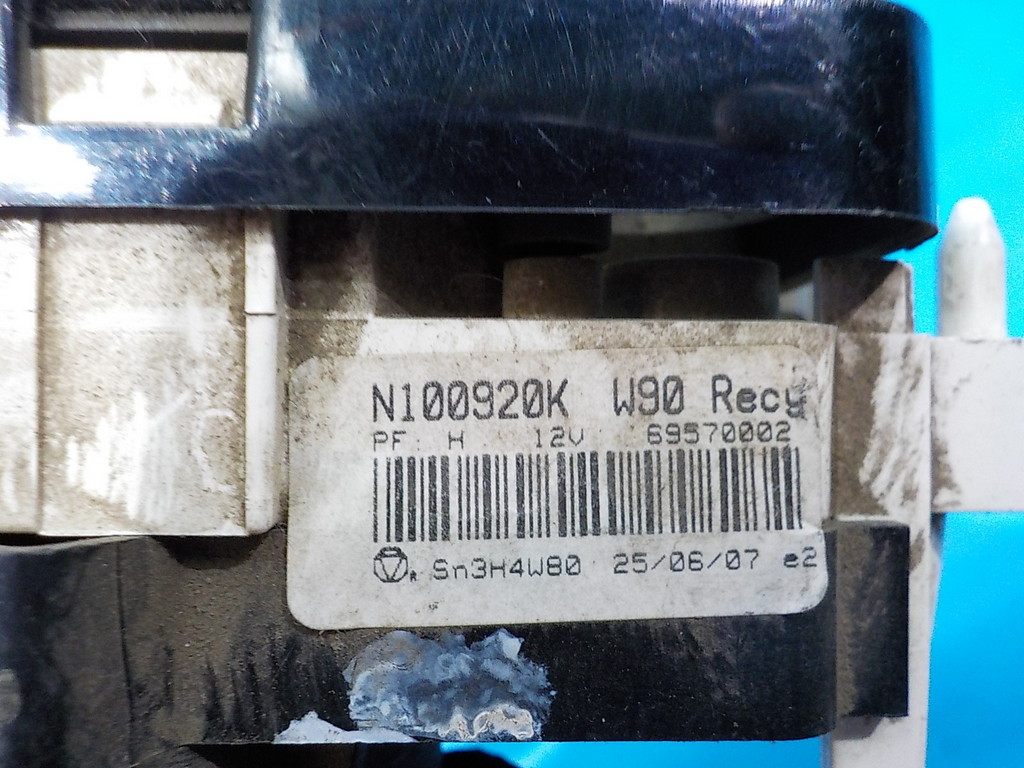 N100920K W90 Recy
PF H 12V 69570002
Sn3H4W80 25/06/07 e2